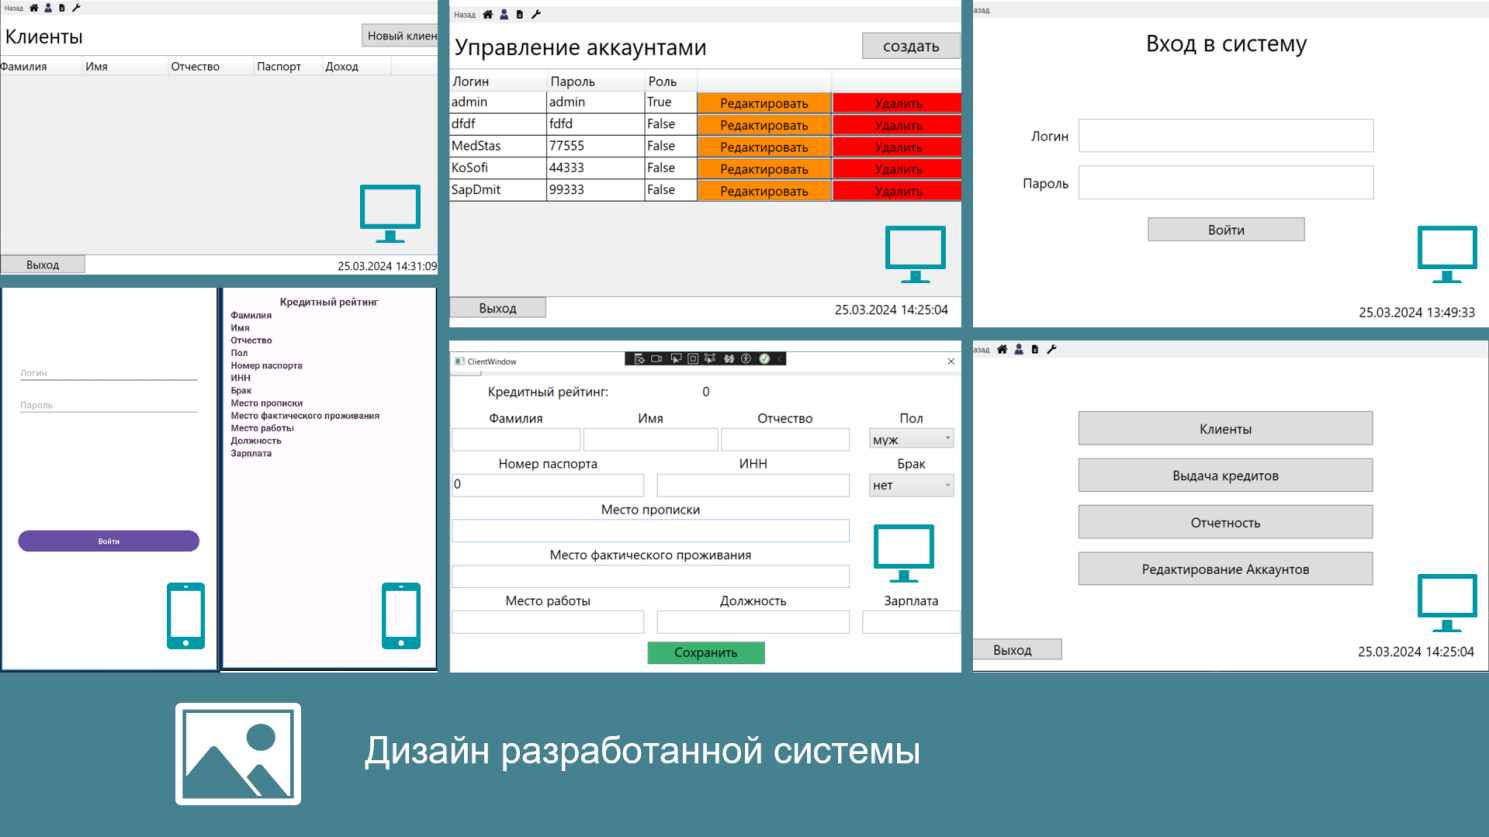 Назад
Клиенты
Новый клиен
Фамилия Имя Отчество Паспорт Доход
Выход 25.03.2024 14:31:09
Назад
Управление аккаунтами создать
Логин Пароль Роль
admin admin True Редактировать Удалить
dfdf fdfd False Редактировать Удалить
MedStas 77555 False Редактировать Удалить
KoSofi 44333 False Редактировать Удалить
SapDmit 99333 False Редактировать Удалить
Выход 25.03.2024 14:25:04
азад
Вход в систему
Логин
Пароль
Войти
25.03.2024 13:49:33
Логин
Пароль
Войти
Кредитный рейтинг
Фамилия
Имя
Отчество
Пол
Номер паспорта
ИНН
Брак
Место прописки
Место фактического проживания
Место работы
Должность
Зарплата
ClientWindow
Кредитный рейтинг: 0
Фамилия Имя Отчество Пол
муж
Номер паспорта ИНН Брак
0 нет
Место прописки
Место фактического проживания
Место работы Должность Зарплата
Сохранить
азад
Клиенты
Выдача кредитов
Отчетность
Редактирование Аккаунтов
Выход 25.03.2024 14:25:04
Дизайн разработанной системы